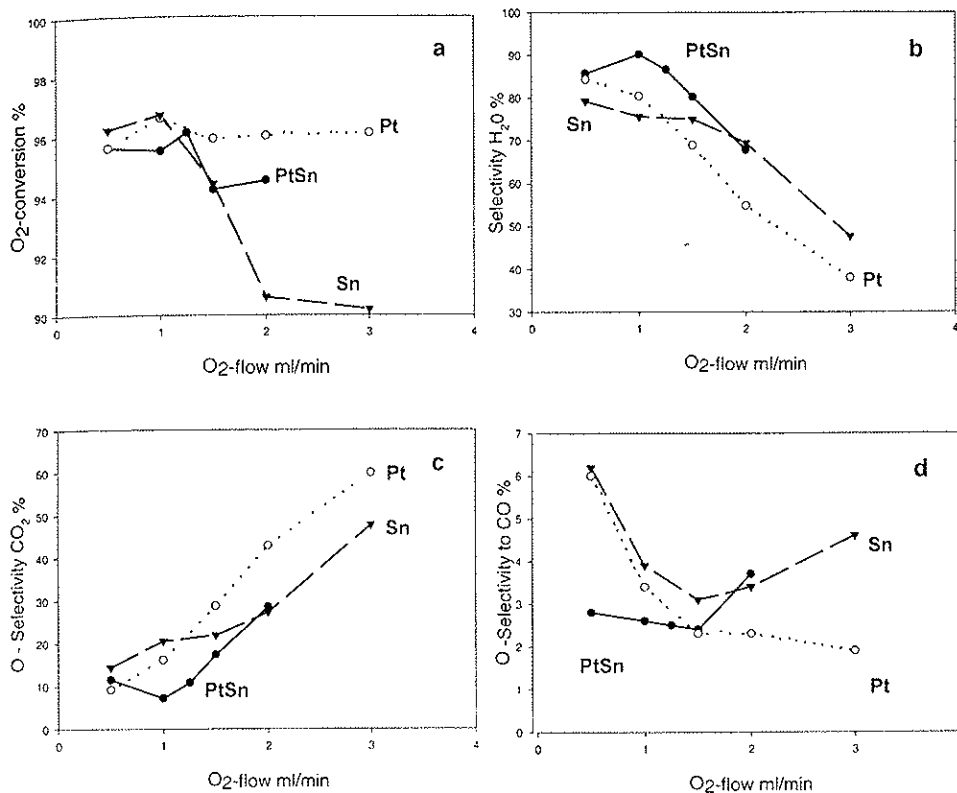 100
98
96
94
91
90
0
1
2
3
4
a
Pt
PtSn
Sn
O₂-conversion %
O₂-flow ml/min
100
90
80
70
60
50
40
30
0
1
2
3
4
b
PtSn
Sn
Pt
Selectivity H₂0 %
O₂-flow ml/min
70
60
50
40
30
20
10
0
0
1
2
3
4
c
Pt
Sn
PtSn
O - Selectivity CO₂ %
O₂-flow ml/min
7
6
5
4
3
2
1
0
0
1
2
3
4
d
Sn
PtSn
Pt
O -Selectivity to CO %
O₂-flow ml/min